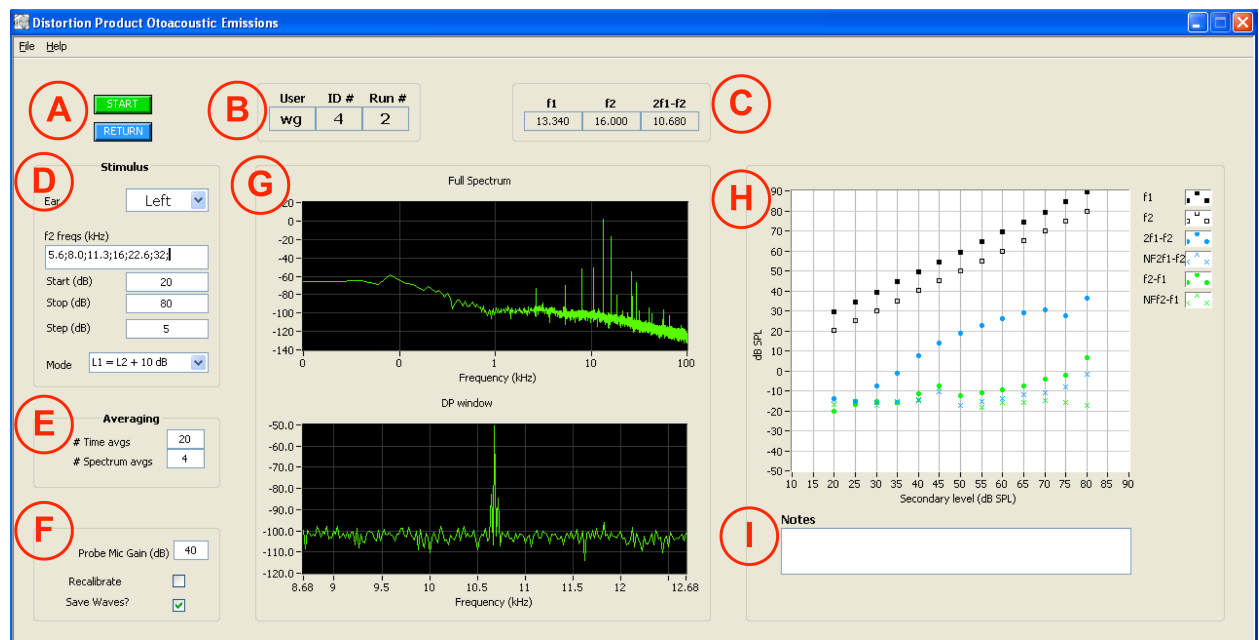 Distortion Product Otoacoustic Emissions
File Help
A
START
RETURN
B
User ID # Run #
wg 4 2
f1 f2 2f1-f2
13.340 16.000 10.680
C
D
Stimulus
Ear Left
f2 freqs (kHz)
5.6;8.0;11.3;16;22.6;32;
Start (dB) 20
Stop (dB) 80
Step (dB) 5
Mode L1 = L2 + 10 dB
E
Averaging
# Time avgs 20
# Spectrum avgs 4
F
Probe Mic Gain (dB) 40
Recalibrate
Save Waves?
G
Full Spectrum
20
0
-20
-40
-60
-80
-100
-120
-140
0 0 1 10 100
Frequency (kHz)
DP window
-50.0
-60.0
-70.0
-80.0
-90.0
-100.0
-110.0
-120.0
8.68 9 9.5 10 10.5 11 11.5 12 12.68
Frequency (kHz)
H
dB SPL
90
80
70
60
50
40
30
20
10
0
-10
-20
-30
-40
-50
10 15 20 25 30 35 40 45 50 55 60 65 70 75 80 85 90
Secondary level (dB SPL)
f1
f2
2f1-f2
NF2f1-f2
f2-f1
NFf2-f1
I
Notes